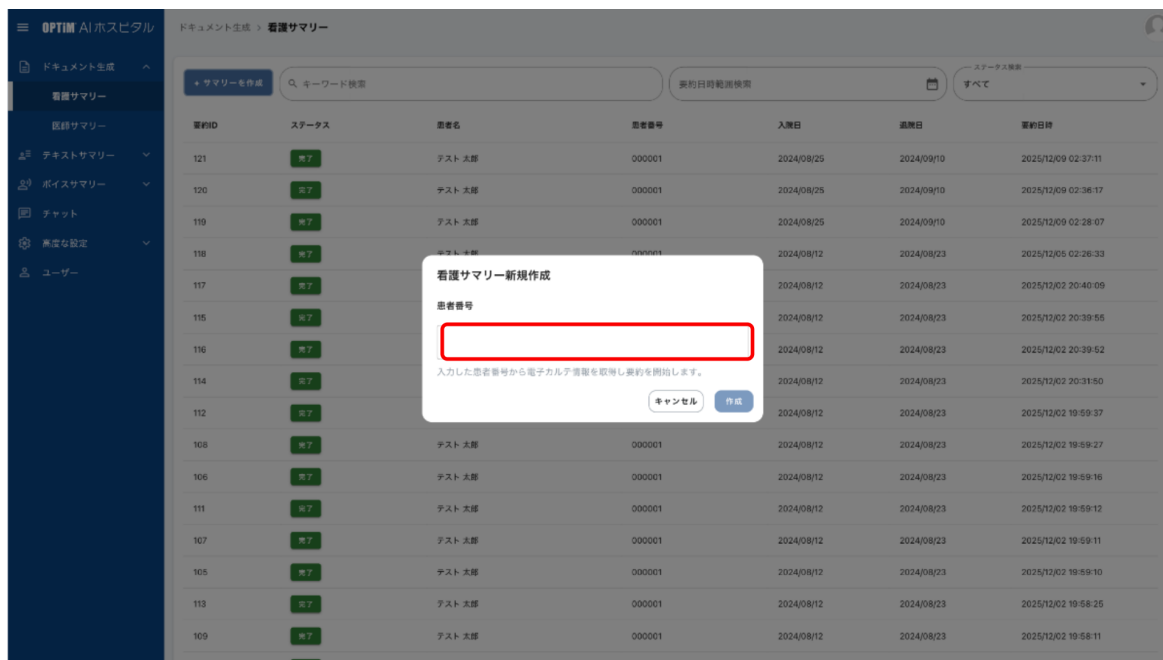 OPTiM AI ホスピタル
ドキュメント生成 > 看護サマリー
ドキュメント生成
看護サマリー
医師サマリー
テキストサマリー
ボイスサマリー
チャット
高度な設定
ユーザー
+ サマリーを作成
キーワード検索
要約日時範囲検索
ステータス検索
すべて
要約ID ステータス 患者名 患者番号 入院日 退院日 要約日時
121 完了 テスト 太郎 000001 2024/08/25 2024/09/10 2025/12/09 02:37:11
120 完了 テスト 太郎 000001 2024/08/25 2024/09/10 2025/12/09 02:36:17
119 完了 テスト 太郎 000001 2024/08/25 2024/09/10 2025/12/09 02:28:07
118 完了 テスト 太郎 000001 2024/08/12 2024/08/23 2025/12/05 02:26:33
117 完了 2024/08/12 2024/08/23 2025/12/02 20:40:09
115 完了 2024/08/12 2024/08/23 2025/12/02 20:39:55
116 完了 2024/08/12 2024/08/23 2025/12/02 20:39:52
114 完了 2024/08/12 2024/08/23 2025/12/02 20:31:50
112 完了 2024/08/12 2024/08/23 2025/12/02 19:59:37
108 完了 テスト 太郎 000001 2024/08/12 2024/08/23 2025/12/02 19:59:27
106 完了 テスト 太郎 000001 2024/08/12 2024/08/23 2025/12/02 19:59:16
111 完了 テスト 太郎 000001 2024/08/12 2024/08/23 2025/12/02 19:59:12
107 完了 テスト 太郎 000001 2024/08/12 2024/08/23 2025/12/02 19:59:11
105 完了 テスト 太郎 000001 2024/08/12 2024/08/23 2025/12/02 19:59:10
113 完了 テスト 太郎 000001 2024/08/12 2024/08/23 2025/12/02 19:58:25
109 完了 テスト 太郎 000001 2024/08/12 2024/08/23 2025/12/02 19:58:11
看護サマリー新規作成
患者番号
入力した患者番号から電子カルテ情報を取得し要約を開始します。
キャンセル
作成